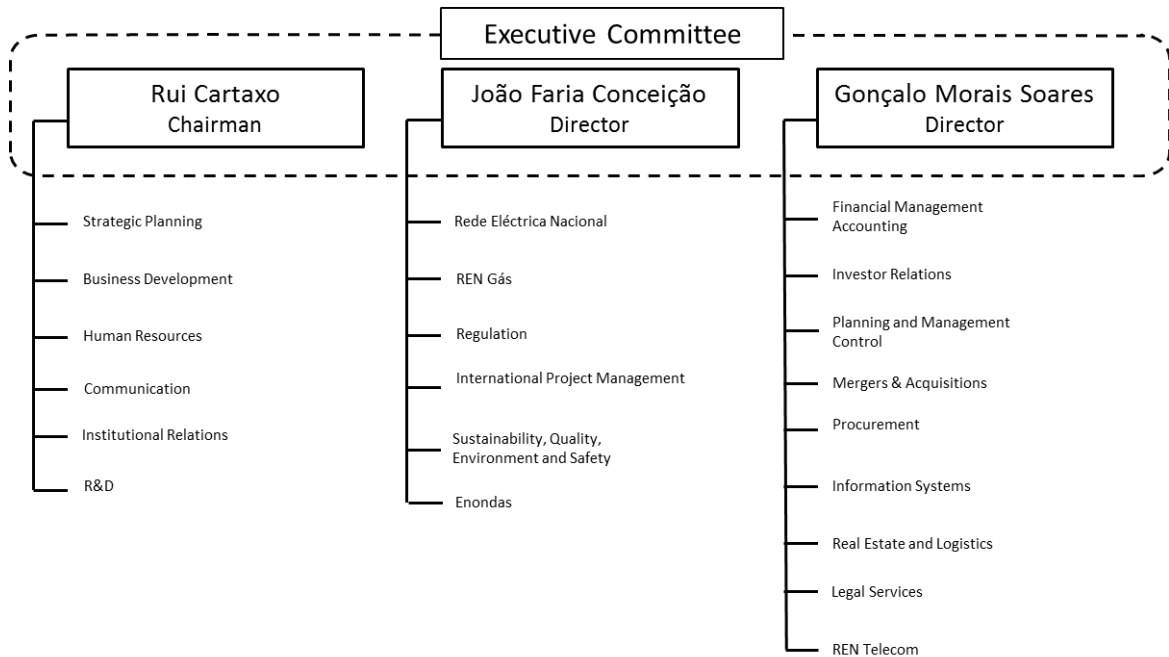 Executive Committee
Rui Cartaxo
Chairman
Strategic Planning
Business Development
Human Resources
Communication
Institutional Relations
R&D
João Faria Conceição
Director
Rede Eléctrica Nacional
REN Gás
Regulation
International Project Management
Sustainability, Quality,
Environment and Safety
Enondas
Gonçalo Morais Soares
Director
Financial Management
Accounting
Investor Relations
Planning and Management
Control
Mergers & Acquisitions
Procurement
Information Systems
Real Estate and Logistics
Legal Services
REN Telecom